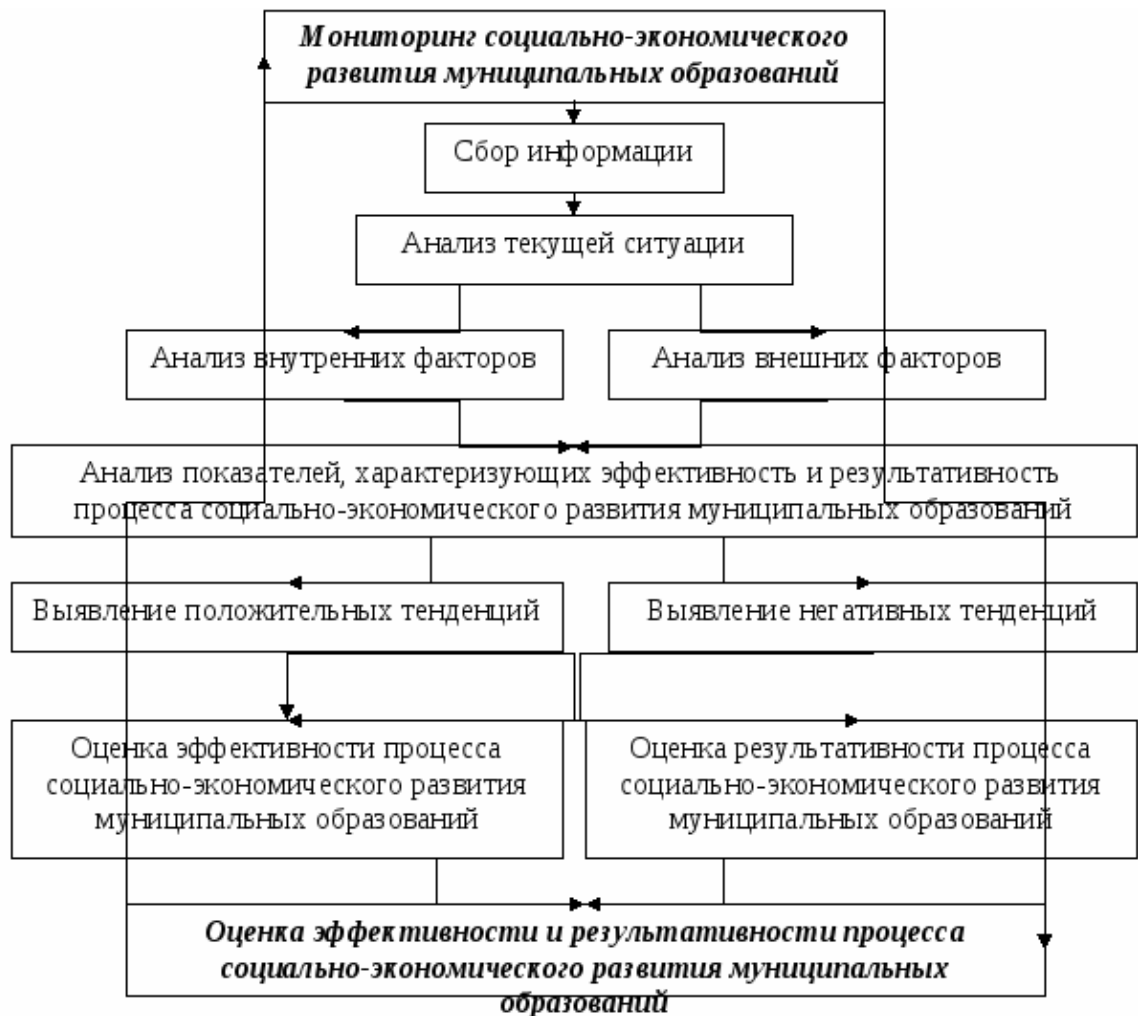 Мониторинг социально-экономического
развития муниципальных образований
Сбор информации
Анализ текущей ситуации
Анализ внутренних факторов
Анализ внешних факторов
Анализ показателей, характеризующих эффективность и результативность
процесса социально-экономического развития муниципальных образований
Выявление положительных тенденций
Выявление негативных тенденций
Оценка эффективности процесса
социально-экономического развития
муниципальных образований
Оценка результативности процесса
социально-экономического развития
муниципальных образований
Оценка эффективности и результативности процесса
социально-экономического развития муниципальных
образований